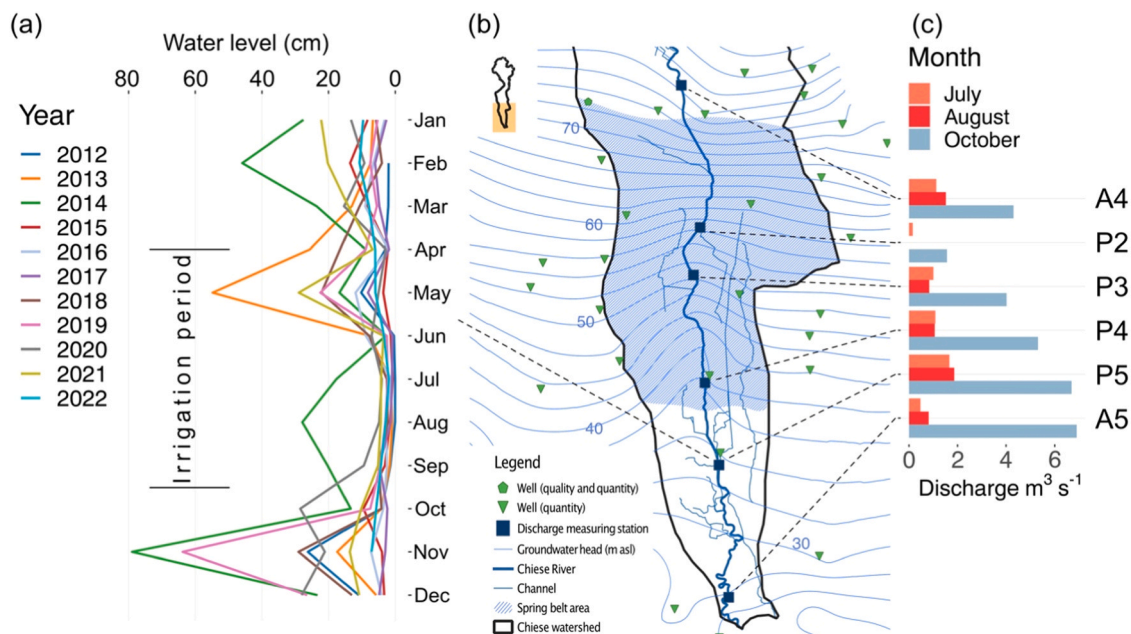 (a)
Water level (cm)
80 60 40 20 0
Year
2012
2013
2014
2015
2016
2017
2018
2019
2020
2021
2022
Irrigation period
Jan
Feb
Mar
Apr
May
Jun
Jul
Aug
Sep
Oct
Nov
Dec
(b)
70
60
50
40
30
Legend
Well (quality and quantity)
Well (quantity)
Discharge measuring station
Groundwater head (m asl)
Chiese River
Channel
Spring belt area
Chiese watershed
(c)
Month
July
August
October
A4
P2
P3
P4
P5
A5
0 2 4 6
Discharge m³ s⁻¹